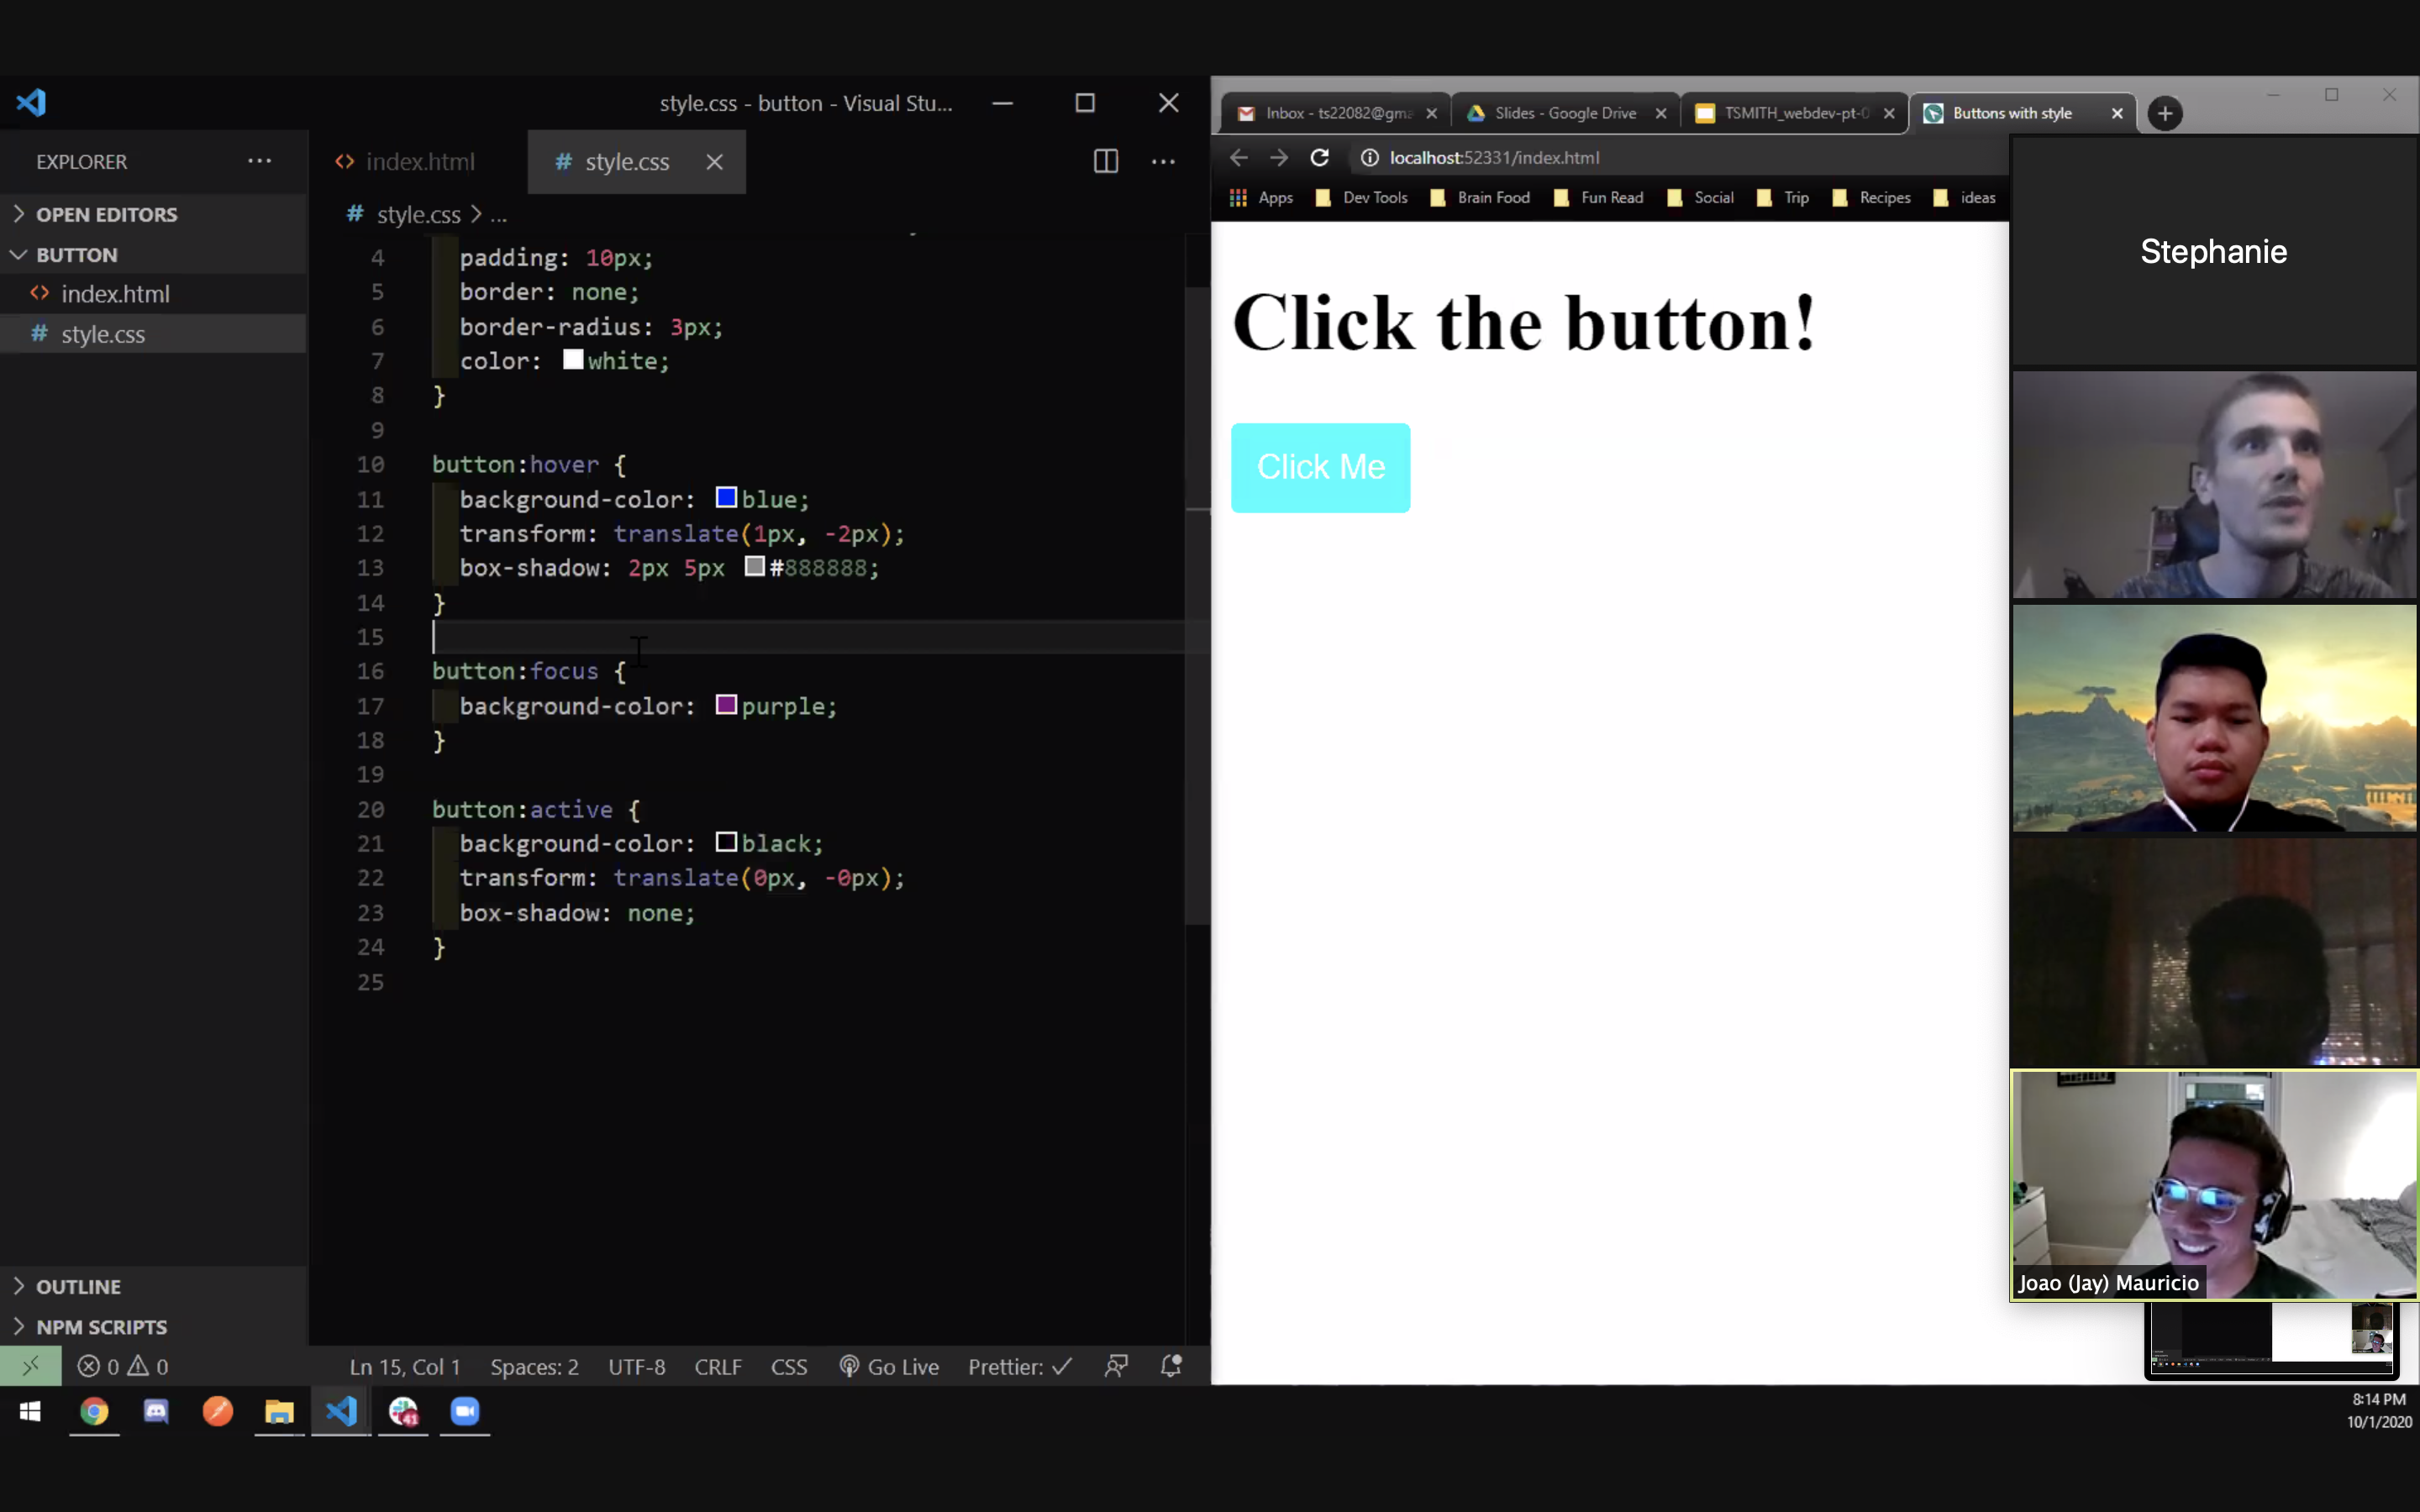 style.css - button - Visual Stu...
EXPLORER
OPEN EDITORS
BUTTON
index.html
style.css
OUTLINE
NPM SCRIPTS
index.html
# style.css
# style.css > ...
4 padding: 10px;
5 border: none;
6 border-radius: 3px;
7 color: white;
8 }
9
10 button:hover {
11 background-color: blue;
12 transform: translate(1px, -2px);
13 box-shadow: 2px 5px #888888;
14 }
15
16 button:focus {
17 background-color: purple;
18 }
19
20 button:active {
21 background-color: black;
22 transform: translate(0px, -0px);
23 box-shadow: none;
24 }
25
0 0
Ln 15, Col 1 Spaces: 2 UTF-8 CRLF CSS Go Live Prettier: ✓
Inbox - ts22082@gma
Slides - Google Drive
TSMITH_webdev-pt-0
Buttons with style
localhost:52331/index.html
Apps Dev Tools Brain Food Fun Read Social Trip Recipes ideas
Click the button!
Click Me
Stephanie
Joao (Jay) Mauricio
41
8:14 PM
10/1/2020